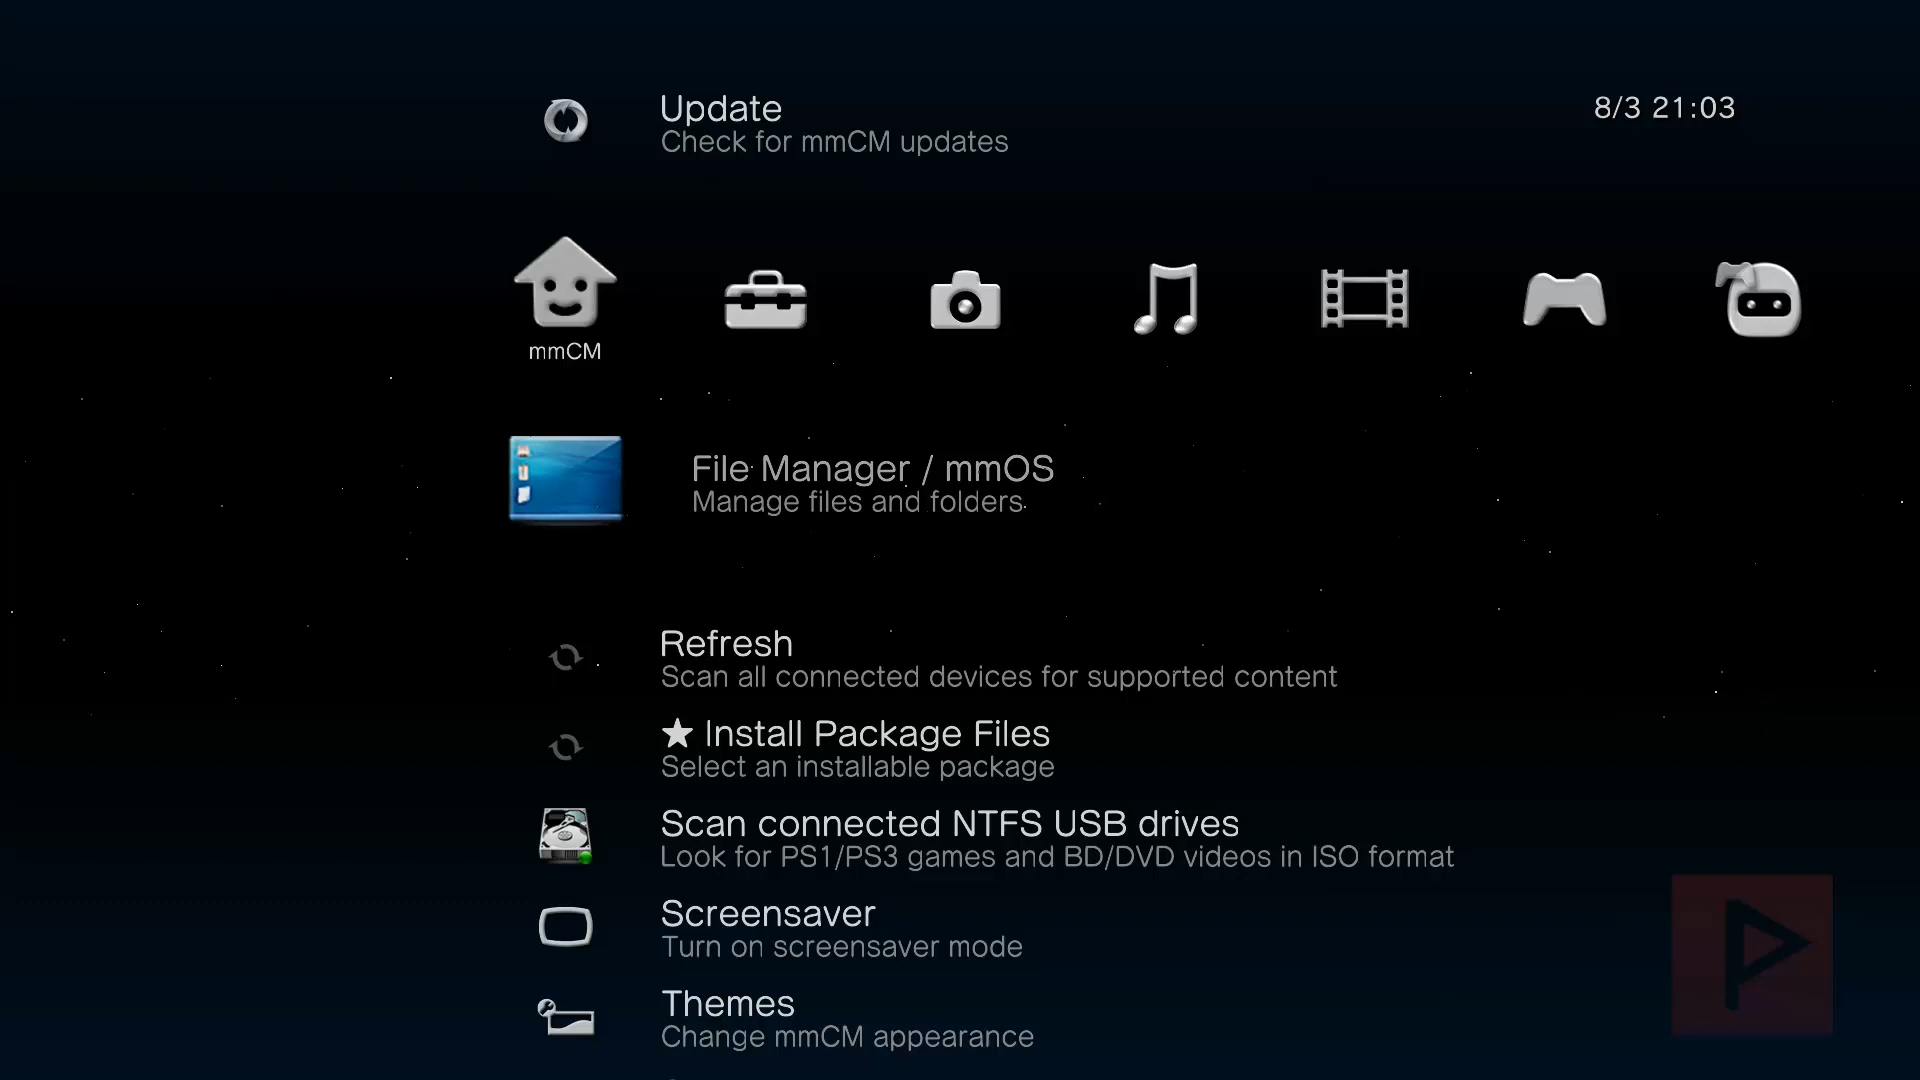 Update
Check for mmCM updates
8/3 21:03
mmCM
File Manager / mmOS
Manage files and folders
Refresh
Scan all connected devices for supported content
★ Install Package Files
Select an installable package
Scan connected NTFS USB drives
Look for PS1/PS3 games and BD/DVD videos in ISO format
Screensaver
Turn on screensaver mode
Themes
Change mmCM appearance